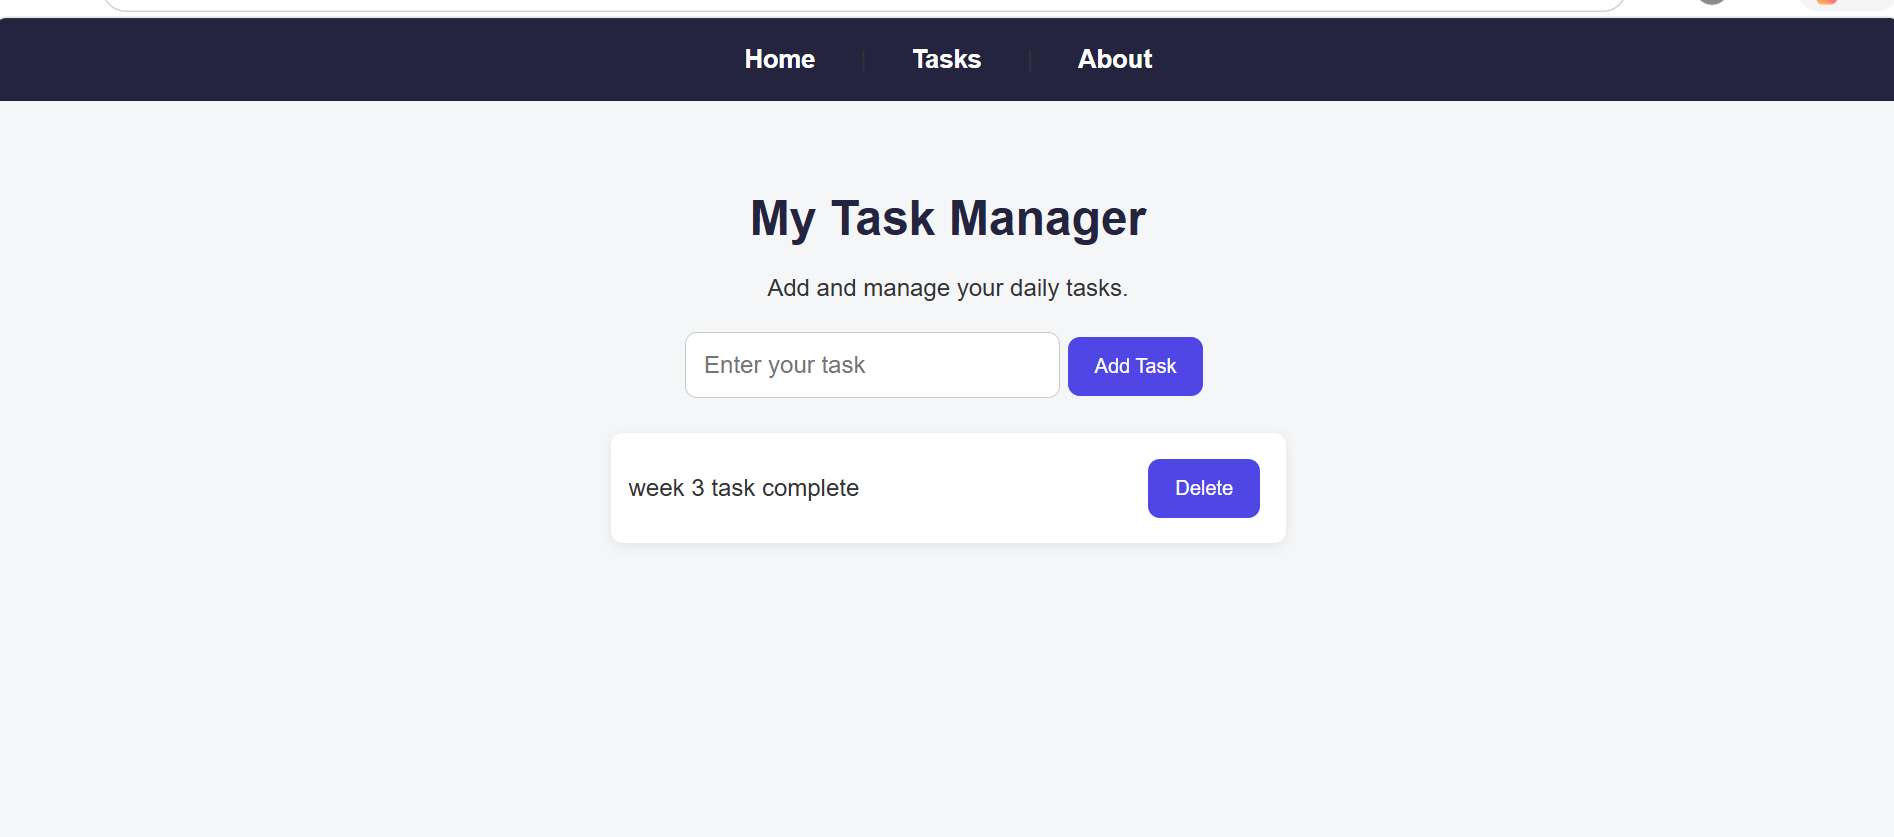 Home | Tasks | About
My Task Manager
Add and manage your daily tasks.
Enter your task Add Task
week 3 task complete Delete